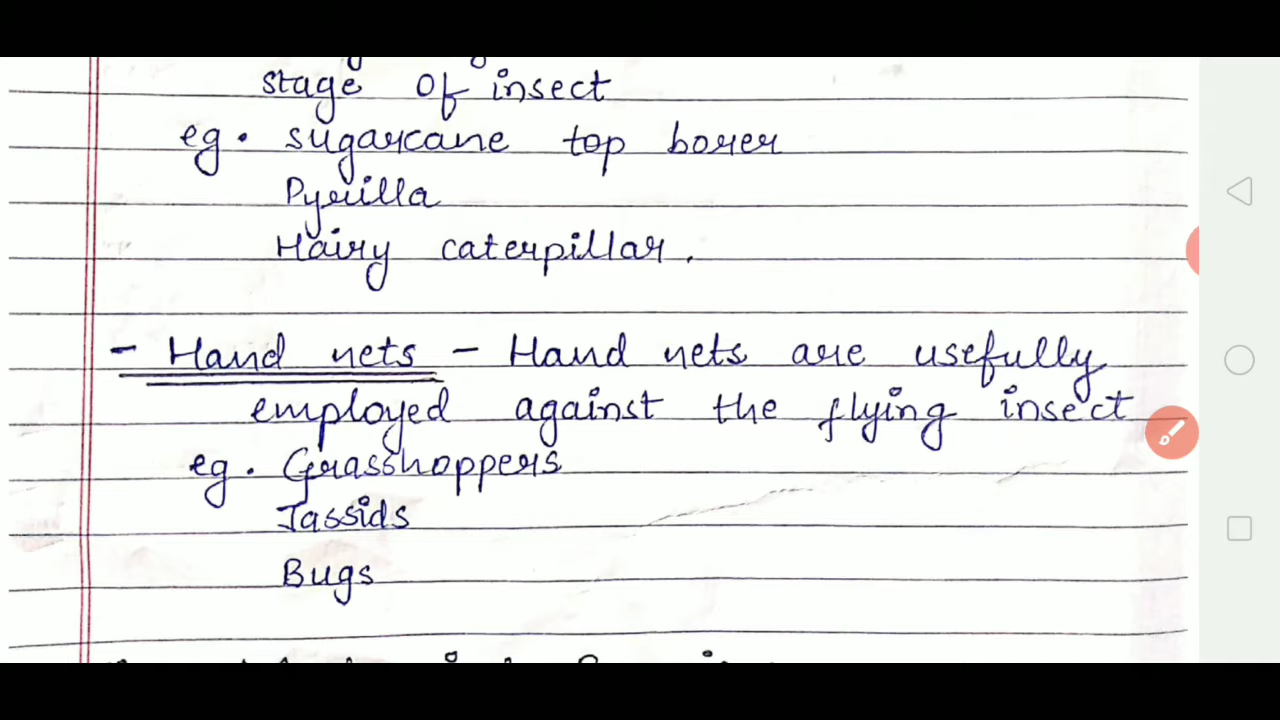 stage of insect
eg. sugarcane top borer
Pyrilla
Hairy caterpillar.
- Hand nets - Hand nets are usefully
employed against the flying insect
eg. Grasshoppers
Jassids
Bugs